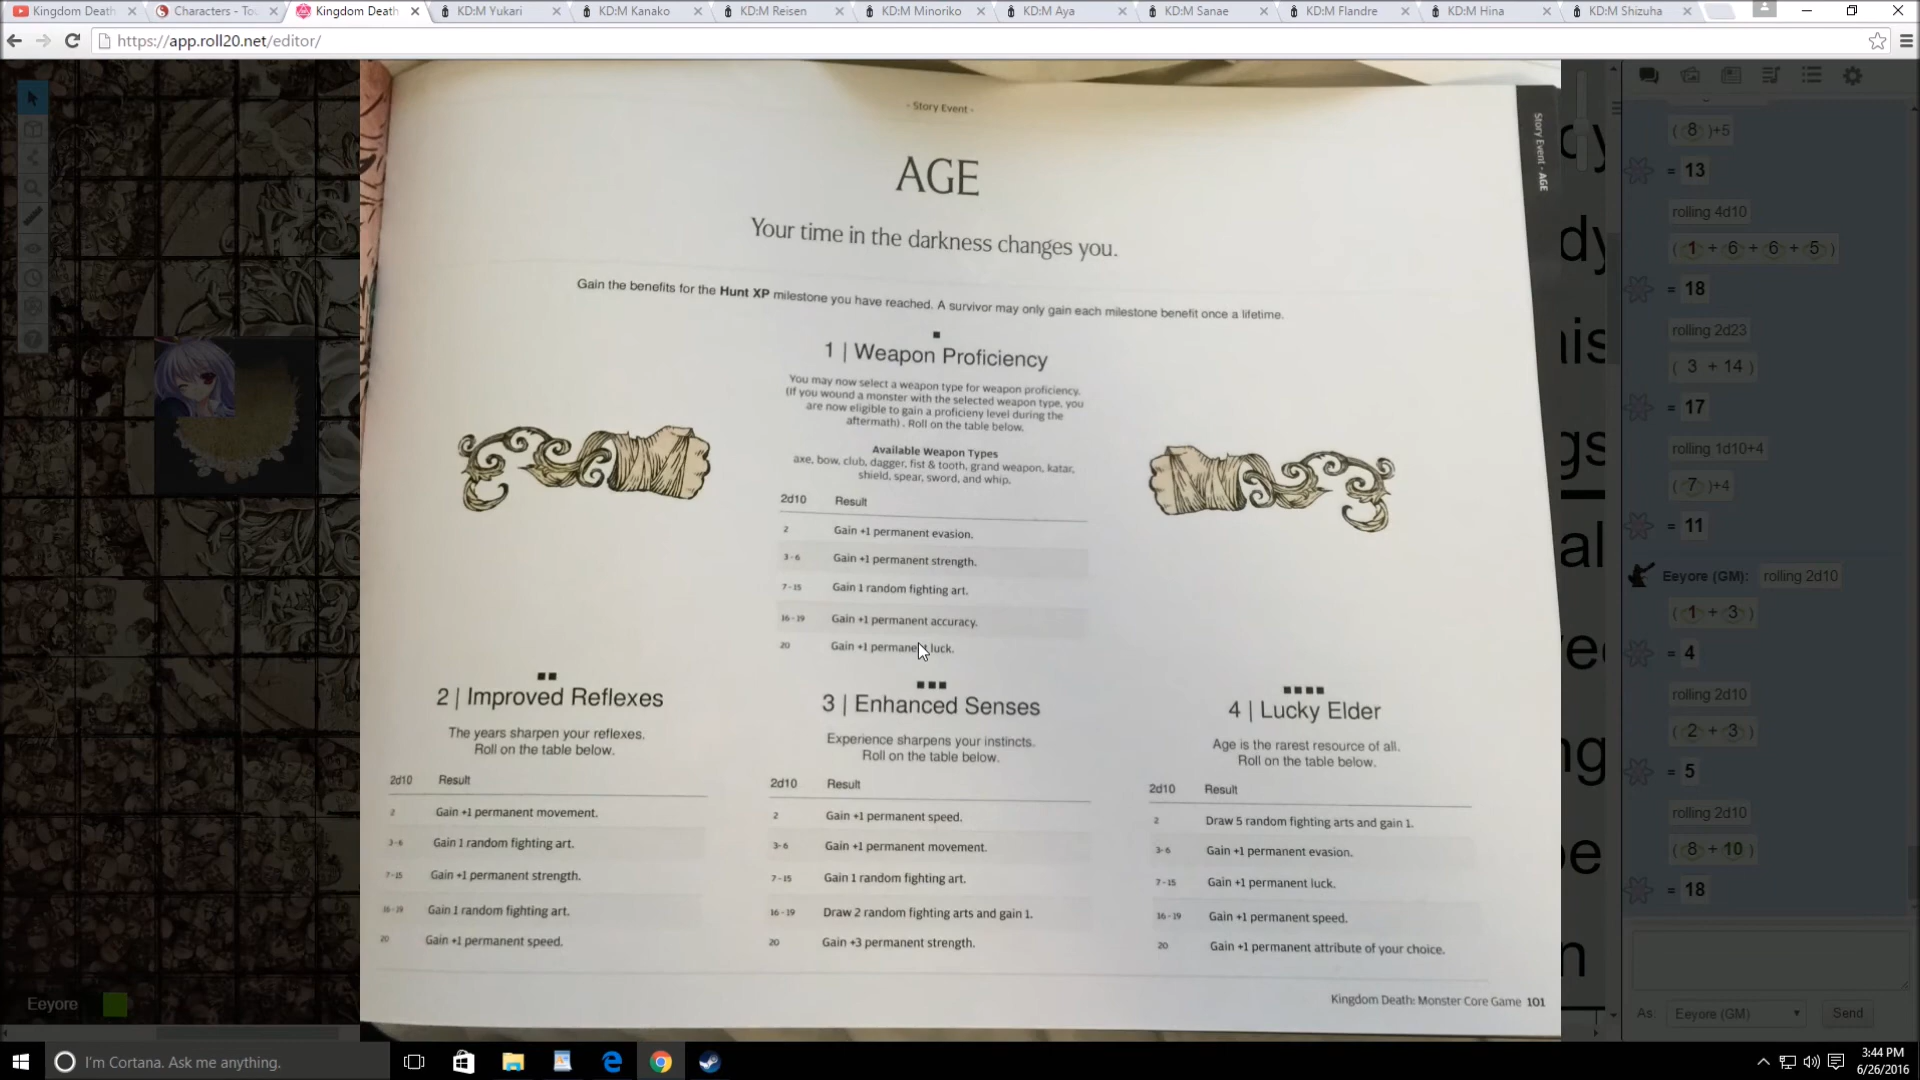 Kingdom Death
Characters - Tou
Kingdom Death
KD:M Yukari
KD:M Kanako
KD:M Reisen
KD:M Minoriko
KD:M Aya
KD:M Sanae
KD:M Flandre
KD:M Hina
KD:M Shizuha
https://app.roll20.net/editor/
- Story Event -
AGE
Your time in the darkness changes you.
Gain the benefits for the Hunt XP milestone you have reached. A survivor may only gain each milestone benefit once a lifetime.
1 | Weapon Proficiency
You may now select a weapon type for weapon proficiency.
(If you wound a monster with the selected weapon type, you
are now eligible to gain a proficieny level during the
aftermath). Roll on the table below.
Available Weapon Types
axe, bow, club, dagger, fist & tooth, grand weapon, katar,
shield, spear, sword, and whip.
2d10 Result
2 Gain +1 permanent evasion.
3-6 Gain +1 permanent strength.
7-15 Gain 1 random fighting art.
16-19 Gain +1 permanent accuracy.
20 Gain +1 permanent luck.
2 | Improved Reflexes
The years sharpen your reflexes.
Roll on the table below.
2d10 Result
2 Gain +1 permanent movement.
3-6 Gain 1 random fighting art.
7-15 Gain +1 permanent strength.
16-19 Gain 1 random fighting art.
20 Gain +1 permanent speed.
3 | Enhanced Senses
Experience sharpens your instincts.
Roll on the table below.
2d10 Result
2 Gain +1 permanent speed.
3-6 Gain +1 permanent movement.
7-15 Gain 1 random fighting art.
16-19 Draw 2 random fighting arts and gain 1.
20 Gain +3 permanent strength.
4 | Lucky Elder
Age is the rarest resource of all.
Roll on the table below.
2d10 Result
2 Draw 5 random fighting arts and gain 1.
3-6 Gain +1 permanent evasion.
7-15 Gain +1 permanent luck.
16-19 Gain +1 permanent speed.
20 Gain +1 permanent attribute of your choice.
Kingdom Death: Monster Core Game 101
Story Event - AGE
(8)+5
= 13
rolling 4d10
(1 + 6 + 6 + 5)
= 18
rolling 2d23
(3 + 14)
= 17
rolling 1d10+4
(7)+4
= 11
Eeyore (GM): rolling 2d10
(1 + 3)
= 4
rolling 2d10
(2 + 3)
= 5
rolling 2d10
(8 + 10)
= 18
As: Eeyore (GM) Send
Eeyore
I'm Cortana. Ask me anything.
3:44 PM
6/26/2016